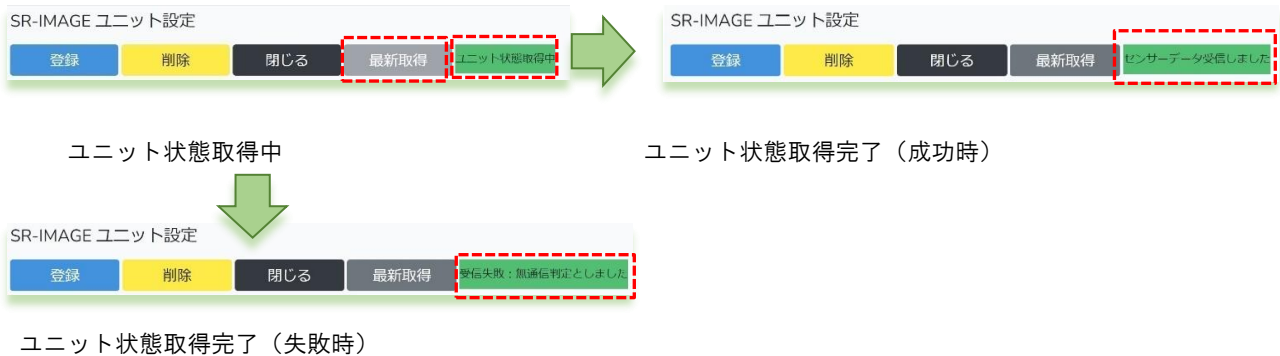 SR-IMAGE ユニット設定
登録 削除 閉じる 最新取得 ユニット状態取得中
SR-IMAGE ユニット設定
登録 削除 閉じる 最新取得 センサーデータ受信しました
ユニット状態取得中
ユニット状態取得完了（成功時）
SR-IMAGE ユニット設定
登録 削除 閉じる 最新取得 受信失敗：無通信判定としました
ユニット状態取得完了（失敗時）